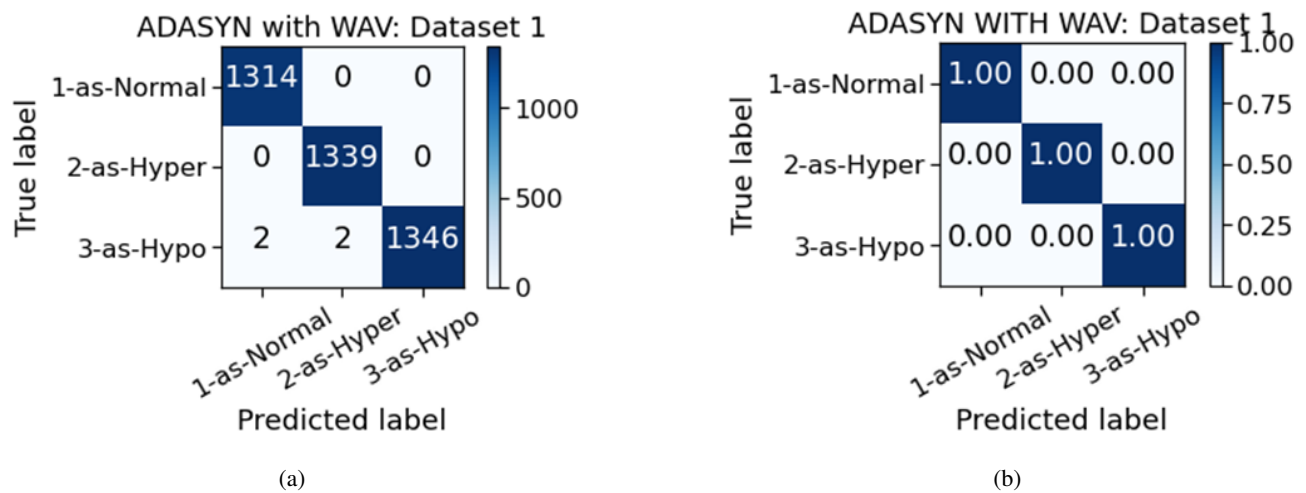 ADASYN with WAV: Dataset 1
1-as-Normal
2-as-Hyper
3-as-Hypo
True label
1314 0 0
0 1339 0
2 2 1346
1000
500
0
1-as-Normal
2-as-Hyper
3-as-Hypo
Predicted label
(a)
ADASYN WITH WAV: Dataset 1
1-as-Normal
2-as-Hyper
3-as-Hypo
True label
1.00 0.00 0.00
0.00 1.00 0.00
0.00 0.00 1.00
1.00
0.75
0.50
0.25
0.00
1-as-Normal
2-as-Hyper
3-as-Hypo
Predicted label
(b)